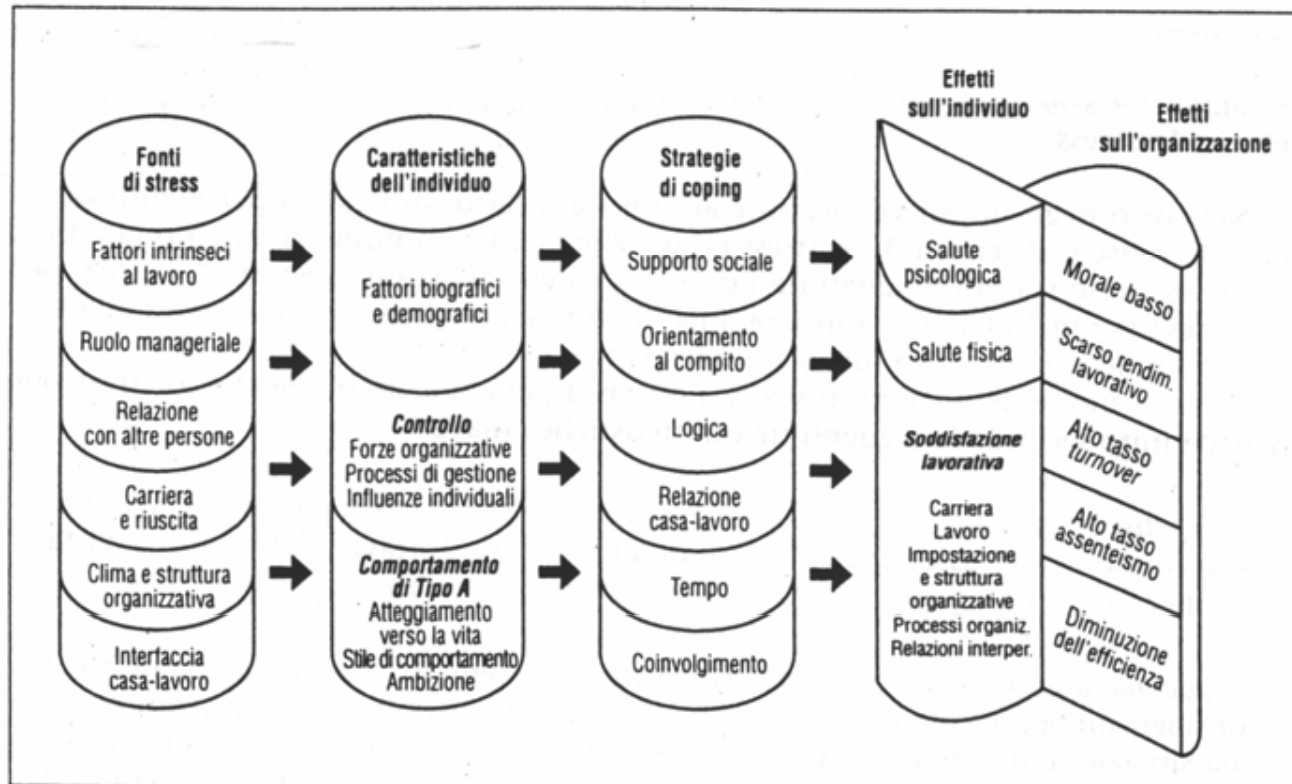 Fonti
di stress
Fattori intrinseci
al lavoro
Ruolo manageriale
Relazione
con altre persone
Carriera
e riuscita
Clima e struttura
organizzativa
Interfaccia
casa-lavoro
Caratteristiche
dell'individuo
Fattori biografici
e demografici
Controllo
Forze organizzative
Processi di gestione
Influenze individuali
Comportamento
di Tipo A
Atteggiamento
verso la vita
Stile di comportamento
Ambizione
Strategie
di coping
Supporto sociale
Orientamento
al compito
Logica
Relazione
casa-lavoro
Tempo
Coinvolgimento
Effetti
sull'individuo
Salute
psicologica
Salute fisica
Soddisfazione
lavorativa
Carriera
Lavoro
Impostazione
e struttura
organizzative
Processi organiz.
Relazioni interper.
Effetti
sull'organizzazione
Morale basso
Scarso rendim.
lavorativo
Alto tasso
turnover
Alto tasso
assenteismo
Diminuzione
dell'efficienza